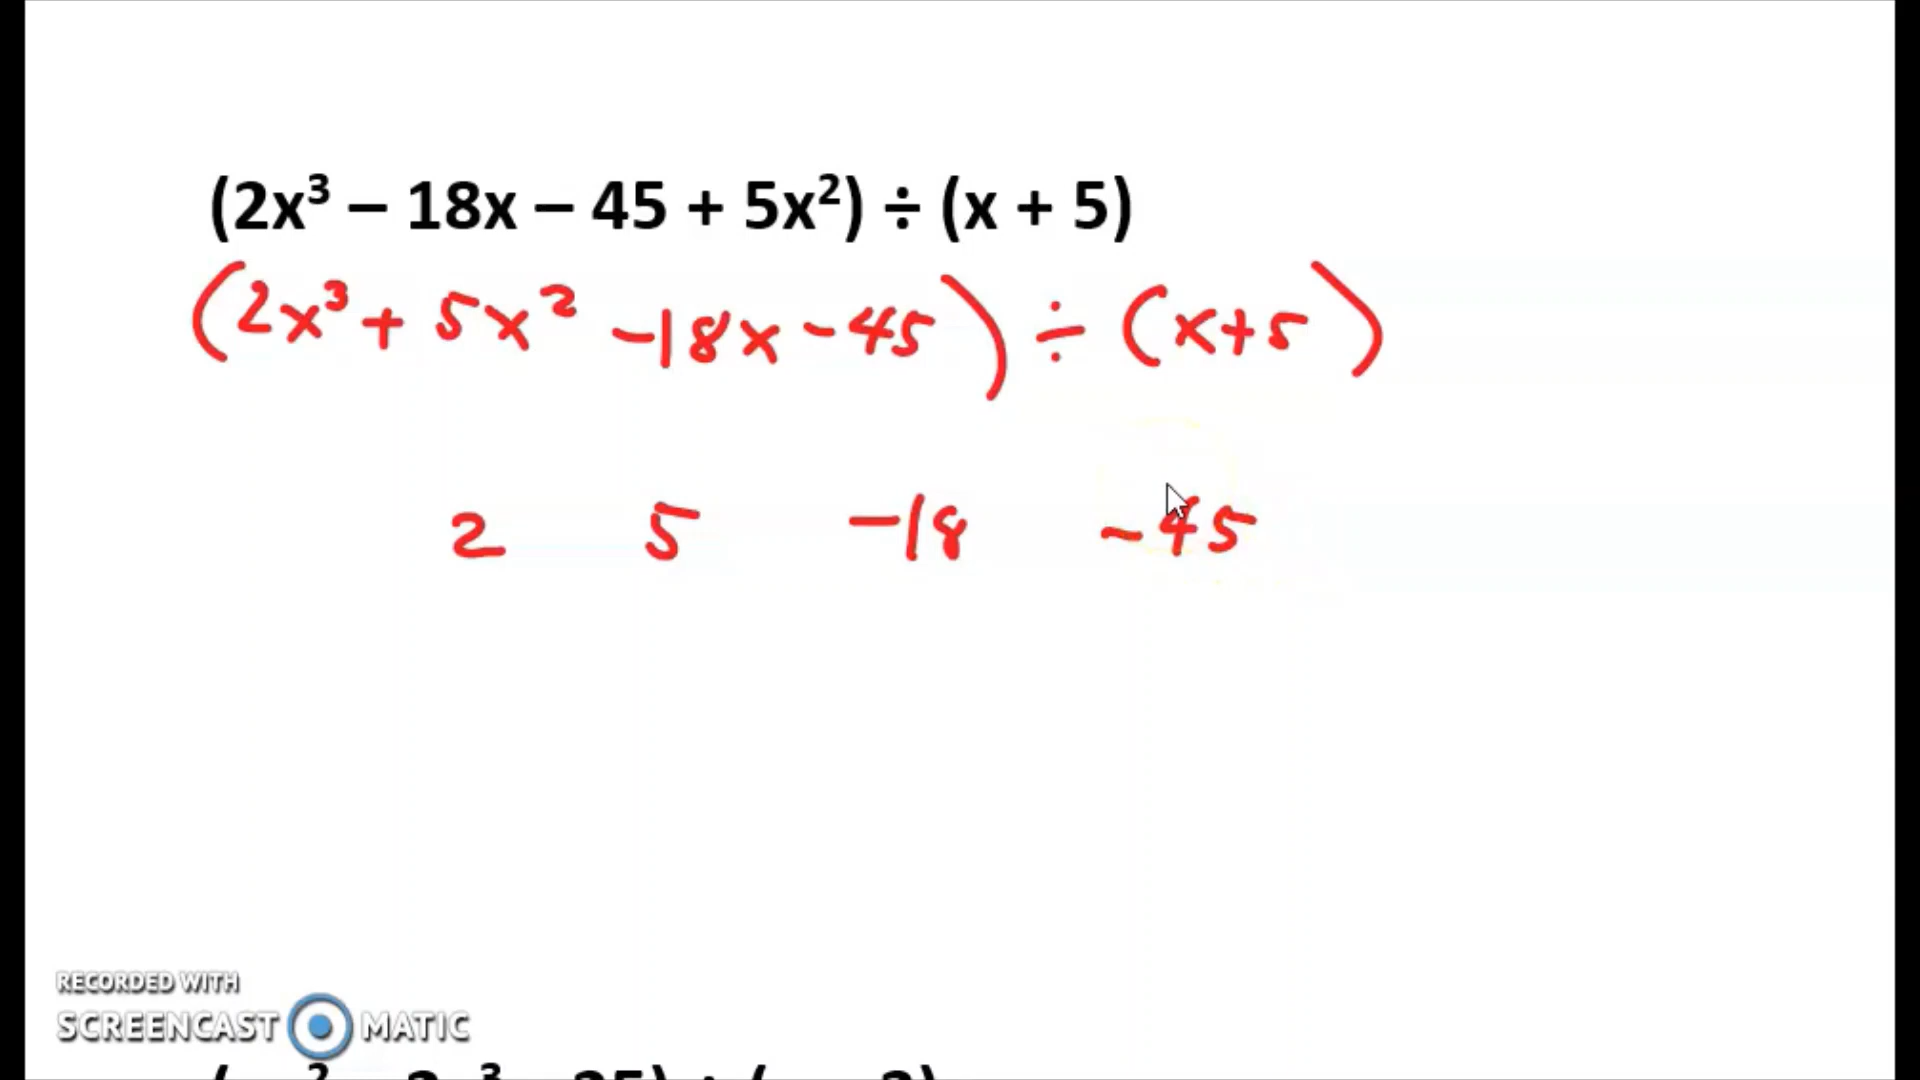 (2x³ – 18x – 45 + 5x²) ÷ (x + 5)
(2x³ + 5x² -18x -45) ÷ (x+5)
2 5 -18 -45
RECORDED WITH
SCREENCAST MATIC